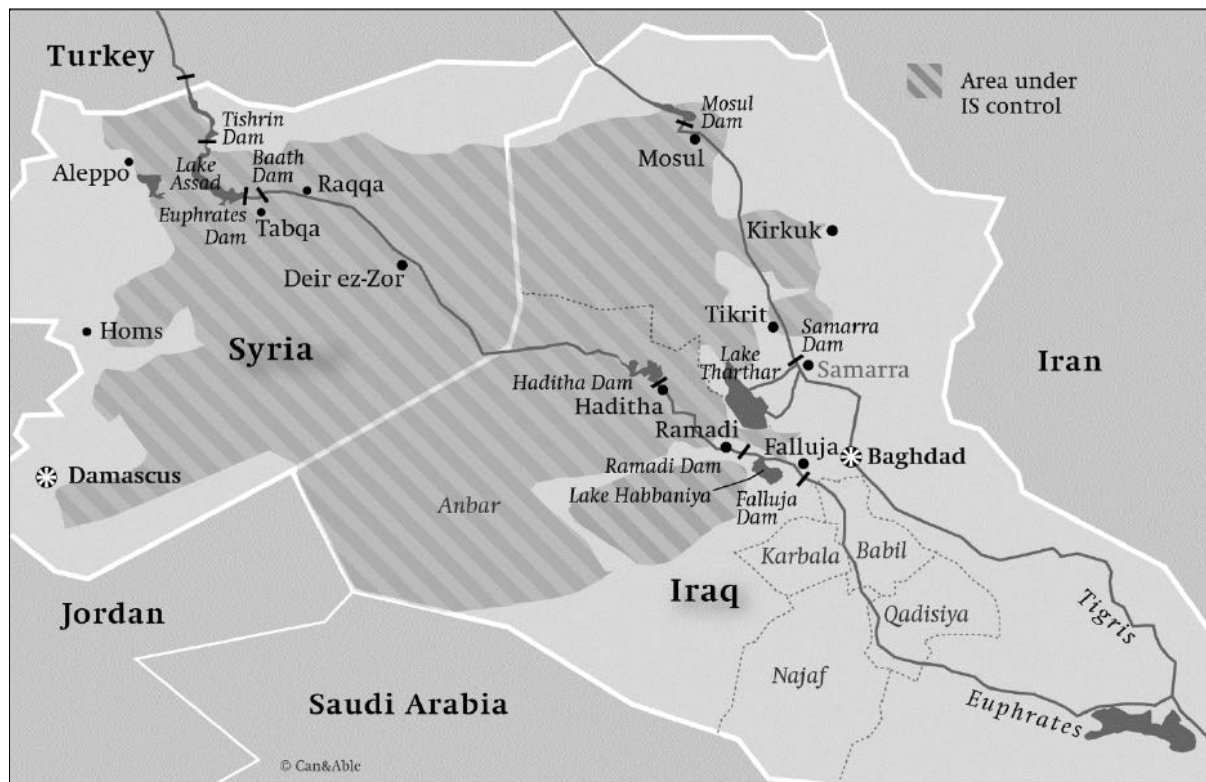 Turkey
Area under
IS control
Tishrin
Dam
Mosul
Dam
Mosul
Aleppo
Lake
Assad
Baath
Dam
Raqqa
Euphrates
Dam
Tabqa
Kirkuk
Deir ez-Zor
Homs
Syria
Tikrit
Samarra
Dam
Lake
Tharthar
Samarra
Iran
Haditha Dam
Haditha
Ramadi
Falluja
Baghdad
Damascus
Ramadi Dam
Lake Habbaniya
Falluja
Dam
Anbar
Karbala
Babil
Iraq
Jordan
Qadisiya
Tigris
Najaf
Saudi Arabia
Euphrates
© Can&Able